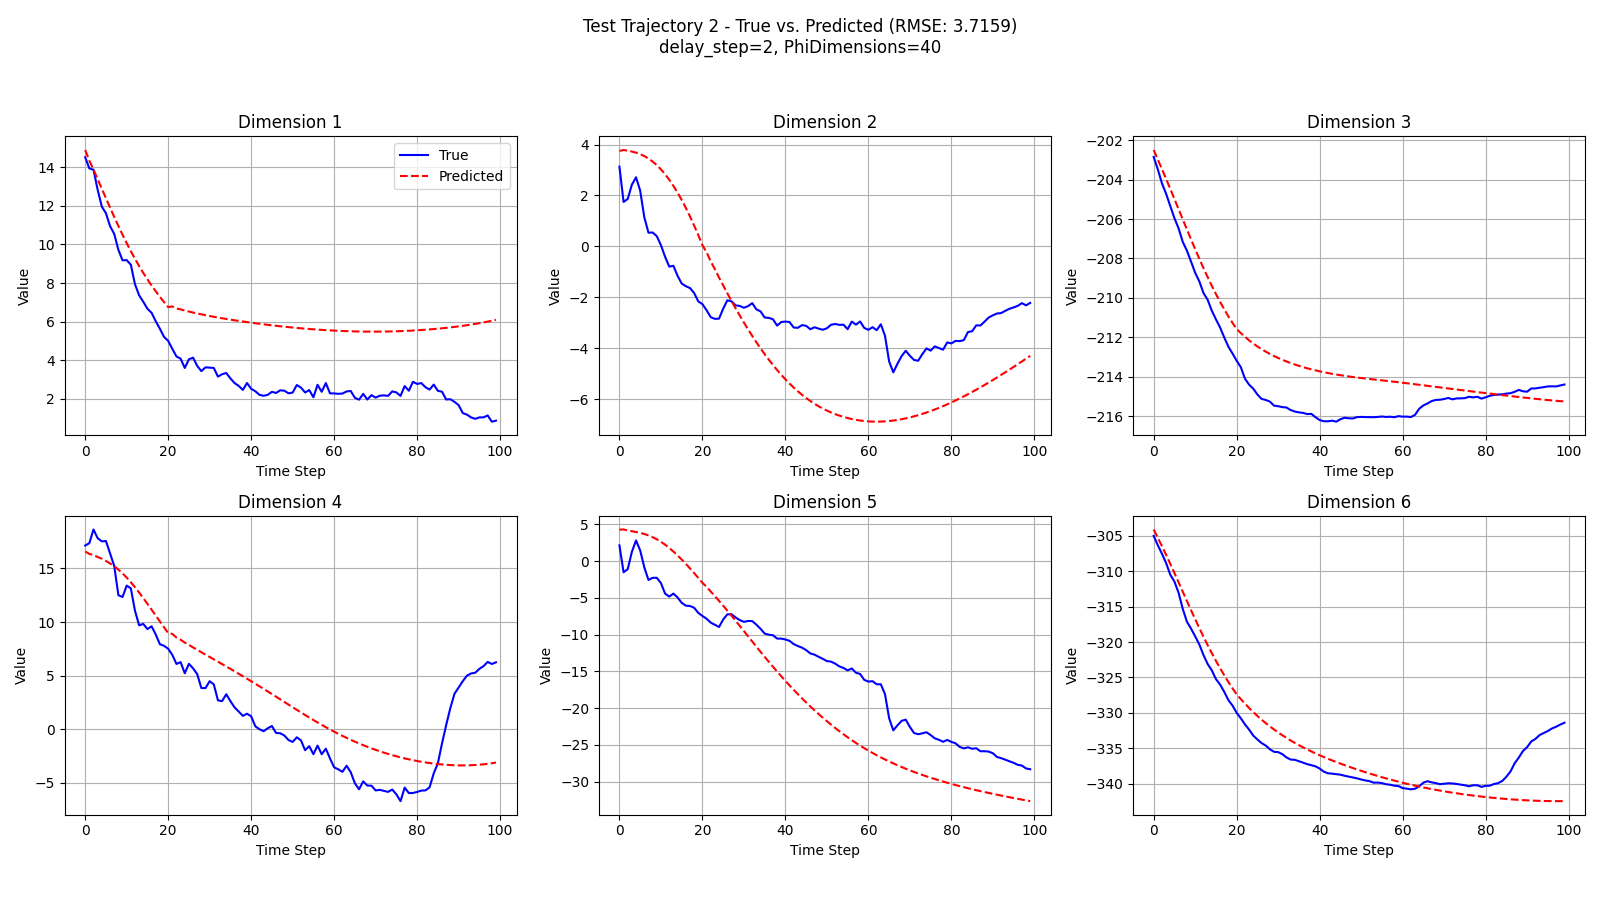 Test Trajectory 2 - True vs. Predicted (RMSE: 3.7159)
delay_step=2, PhiDimensions=40
Dimension 1
14
12
10
8
6
4
2
Value
0 20 40 60 80 100
Time Step
True
Predicted
Dimension 2
4
2
0
−2
−4
−6
Value
0 20 40 60 80 100
Time Step
Dimension 3
−202
−204
−206
−208
−210
−212
−214
−216
Value
0 20 40 60 80 100
Time Step
Dimension 4
15
10
5
0
−5
Value
0 20 40 60 80 100
Time Step
Dimension 5
5
0
−5
−10
−15
−20
−25
−30
Value
0 20 40 60 80 100
Time Step
Dimension 6
−305
−310
−315
−320
−325
−330
−335
−340
Value
0 20 40 60 80 100
Time Step